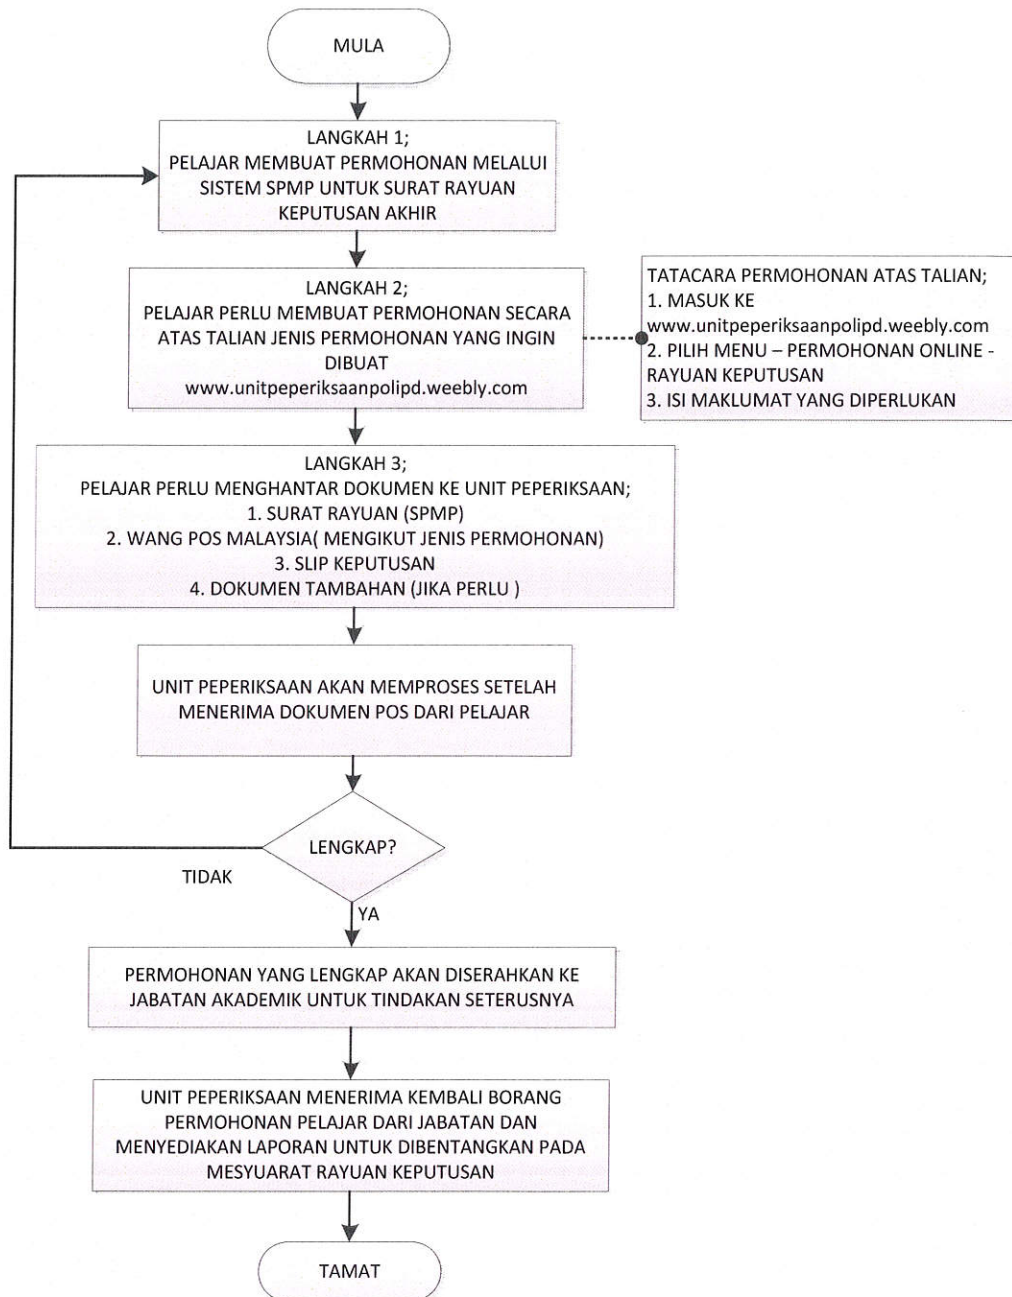 MULA
LANGKAH 1;
PELAJAR MEMBUAT PERMOHONAN MELALUI
SISTEM SPMP UNTUK SURAT RAYUAN
KEPUTUSAN AKHIR
LANGKAH 2;
PELAJAR PERLU MEMBUAT PERMOHONAN SECARA
ATAS TALIAN JENIS PERMOHONAN YANG INGIN
DIBUAT
www.unitpeperiksaanpolipd.weebly.com
TATACARA PERMOHONAN ATAS TALIAN;
1. MASUK KE
www.unitpeperiksaanpolipd.weebly.com
2. PILIH MENU – PERMOHONAN ONLINE -
RAYUAN KEPUTUSAN
3. ISI MAKLUMAT YANG DIPERLUKAN
LANGKAH 3;
PELAJAR PERLU MENGHANTAR DOKUMEN KE UNIT PEPERIKSAAN;
1. SURAT RAYUAN (SPMP)
2. WANG POS MALAYSIA( MENGIKUT JENIS PERMOHONAN)
3. SLIP KEPUTUSAN
4. DOKUMEN TAMBAHAN (JIKA PERLU )
UNIT PEPERIKSAAN AKAN MEMPROSES SETELAH
MENERIMA DOKUMEN POS DARI PELAJAR
LENGKAP?
TIDAK
YA
PERMOHONAN YANG LENGKAP AKAN DISERAHKAN KE
JABATAN AKADEMIK UNTUK TINDAKAN SETERUSNYA
UNIT PEPERIKSAAN MENERIMA KEMBALI BORANG
PERMOHONAN PELAJAR DARI JABATAN DAN
MENYEDIAKAN LAPORAN UNTUK DIBENTANGKAN PADA
MESYUARAT RAYUAN KEPUTUSAN
TAMAT